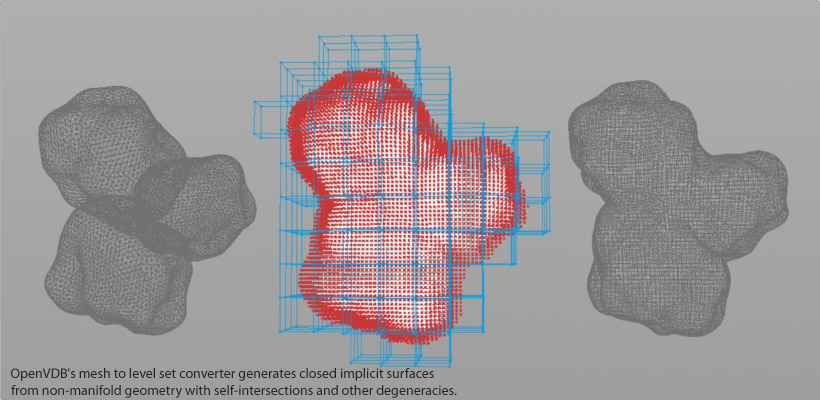 OpenVDB's mesh to level set converter generates closed implicit surfaces
from non-manifold geometry with self-intersections and other degeneracies.